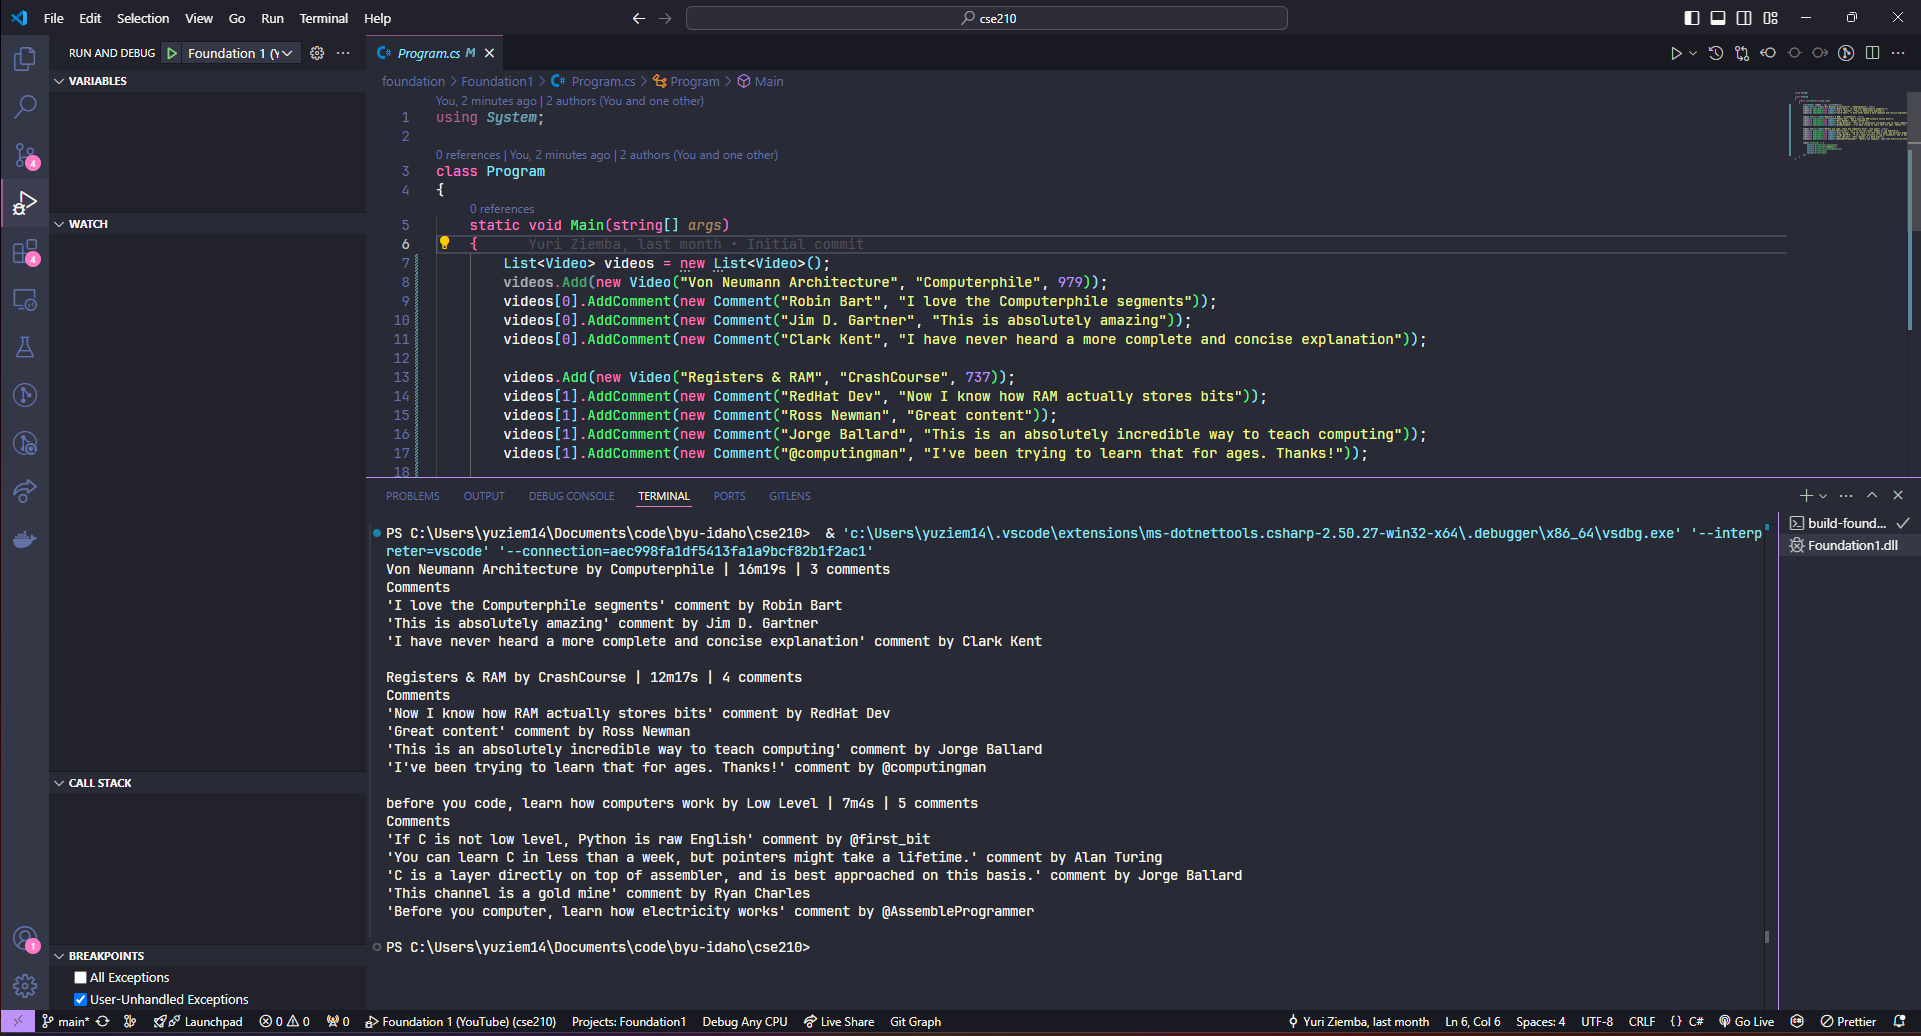 File Edit Selection View Go Run Terminal Help
cse210
RUN AND DEBUG Foundation 1 (Y
Program.cs M
VARIABLES
foundation > Foundation1 > Program.cs > Program > Main
You, 2 minutes ago | 2 authors (You and one other)
1 using System;
2
0 references | You, 2 minutes ago | 2 authors (You and one other)
3 class Program
4 {
0 references
5 static void Main(string[] args)
6 { Yuri Ziemba, last month • Initial commit
7 List<Video> videos = new List<Video>();
8 videos.Add(new Video("Von Neumann Architecture", "Computerphile", 979));
9 videos[0].AddComment(new Comment("Robin Bart", "I love the Computerphile segments"));
10 videos[0].AddComment(new Comment("Jim D. Gartner", "This is absolutely amazing"));
11 videos[0].AddComment(new Comment("Clark Kent", "I have never heard a more complete and concise explanation"));
12
13 videos.Add(new Video("Registers & RAM", "CrashCourse", 737));
14 videos[1].AddComment(new Comment("RedHat Dev", "Now I know how RAM actually stores bits"));
15 videos[1].AddComment(new Comment("Ross Newman", "Great content"));
16 videos[1].AddComment(new Comment("Jorge Ballard", "This is an absolutely incredible way to teach computing"));
17 videos[1].AddComment(new Comment("@computingman", "I've been trying to learn that for ages. Thanks!"));
18
WATCH
CALL STACK
BREAKPOINTS
All Exceptions
User-Unhandled Exceptions
4
4
1
PROBLEMS OUTPUT DEBUG CONSOLE TERMINAL PORTS GITLENS
PS C:\Users\yuziem14\Documents\code\byu-idaho\cse210> & 'c:\Users\yuziem14\.vscode\extensions\ms-dotnettools.csharp-2.50.27-win32-x64\.debugger\x86_64\vsdbg.exe' '--interp
reter=vscode' '--connection=aec998fa1df5413fa1a9bcf82b1f2ac1'
Von Neumann Architecture by Computerphile | 16m19s | 3 comments
Comments
'I love the Computerphile segments' comment by Robin Bart
'This is absolutely amazing' comment by Jim D. Gartner
'I have never heard a more complete and concise explanation' comment by Clark Kent
Registers & RAM by CrashCourse | 12m17s | 4 comments
Comments
'Now I know how RAM actually stores bits' comment by RedHat Dev
'Great content' comment by Ross Newman
'This is an absolutely incredible way to teach computing' comment by Jorge Ballard
'I've been trying to learn that for ages. Thanks!' comment by @computingman
before you code, learn how computers work by Low Level | 7m4s | 5 comments
Comments
'If C is not low level, Python is raw English' comment by @first_bit
'You can learn C in less than a week, but pointers might take a lifetime.' comment by Alan Turing
'C is a layer directly on top of assembler, and is best approached on this basis.' comment by Jorge Ballard
'This channel is a gold mine' comment by Ryan Charles
'Before you computer, learn how electricity works' comment by @AssembleProgrammer
PS C:\Users\yuziem14\Documents\code\byu-idaho\cse210>
build-found...
Foundation1.dll
main* Launchpad 0 0 0 Foundation 1 (YouTube) (cse210) Projects: Foundation1 Debug Any CPU Live Share Git Graph Yuri Ziemba, last month Ln 6, Col 6 Spaces: 4 UTF-8 CRLF {} C# Go Live Prettier